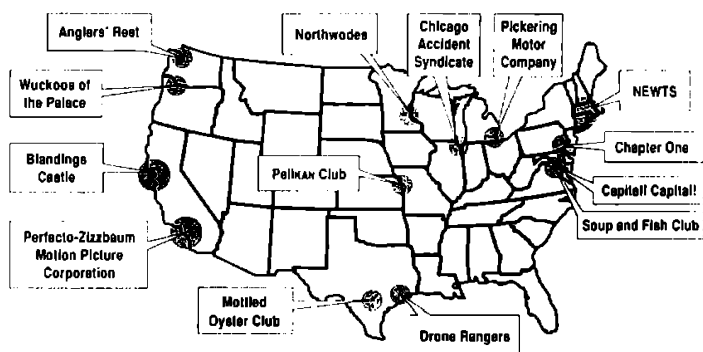 Anglers' Rest
Northwodes
Chicago
Accident
Syndicate
Pickering
Motor
Company
Wuckoos of
the Palace
NEWTS
Blandings
Castle
Pelikan Club
Chapter One
Capital! Capital!
Soup and Fish Club
Perfecto-Zizzbaum
Motion Picture
Corporation
Mottled
Oyster Club
Drone Rangers